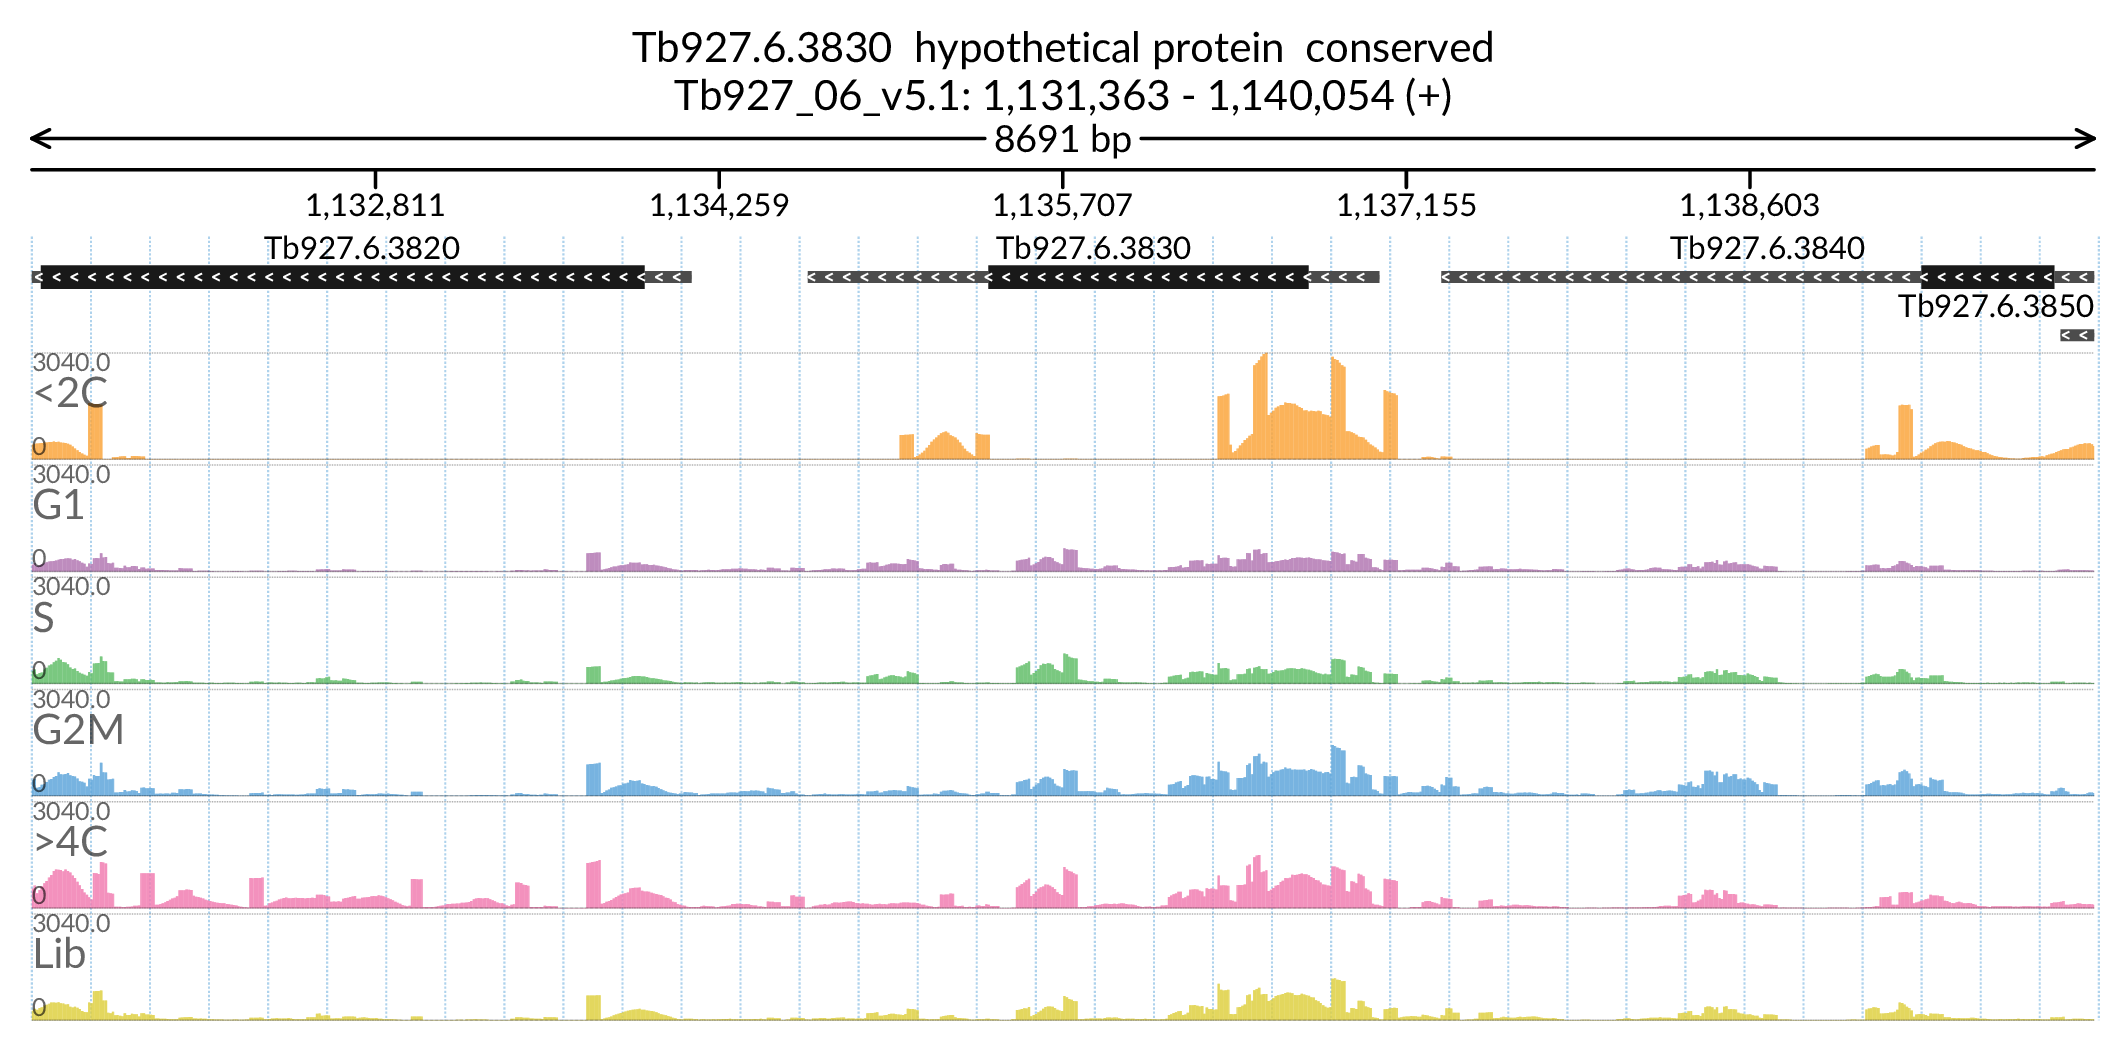 Tb927.6.3830 hypothetical protein conserved
Tb927_06_v5.1: 1,131,363 - 1,140,054 (+)
8691 bp
1,132,811 1,134,259 1,135,707 1,137,155 1,138,603
Tb927.6.3820 Tb927.6.3830 Tb927.6.3840
Tb927.6.3850
3040.0
<2C
0
3040.0
G1
0
3040.0
S
0
3040.0
G2M
0
3040.0
>4C
0
3040.0
Lib
0